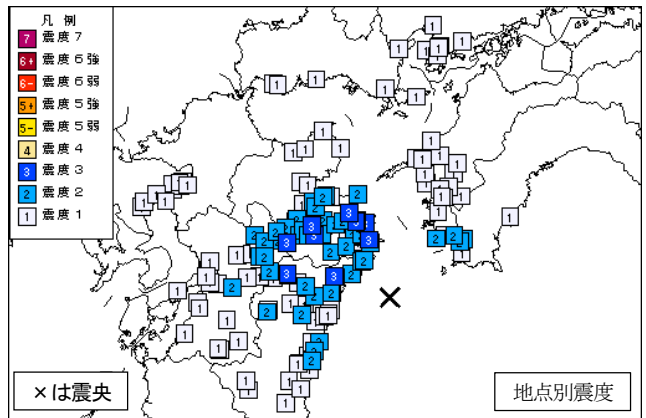 凡 例
7 震度７
6+ 震度６強
6- 震度６弱
5+ 震度５強
5- 震度５弱
4 震度４
3 震度３
2 震度２
1 震度１
×は震央
地点別震度